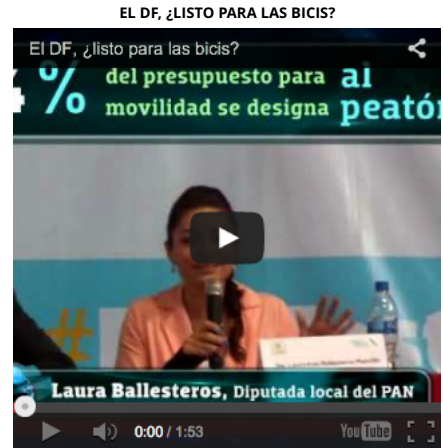 EL DF, ¿LISTO PARA LAS BICIS?
El DF, ¿listo para las bicis?
% del presupuesto para al
movilidad se designa peatón
Laura Ballesteros, Diputada local del PAN
0:00 / 1:53
YouTube